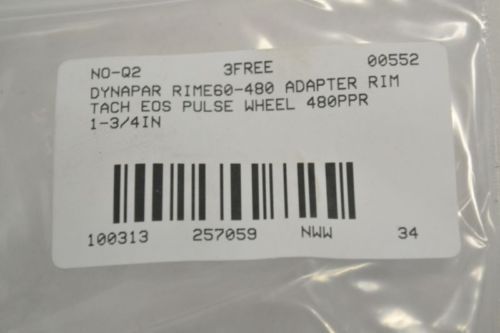 NO-Q2 3FREE 00552
DYNAPAR RIME60-480 ADAPTER RIM
TACH EOS PULSE WHEEL 480PPR
1-3/4IN
100313 257059 NWW 34